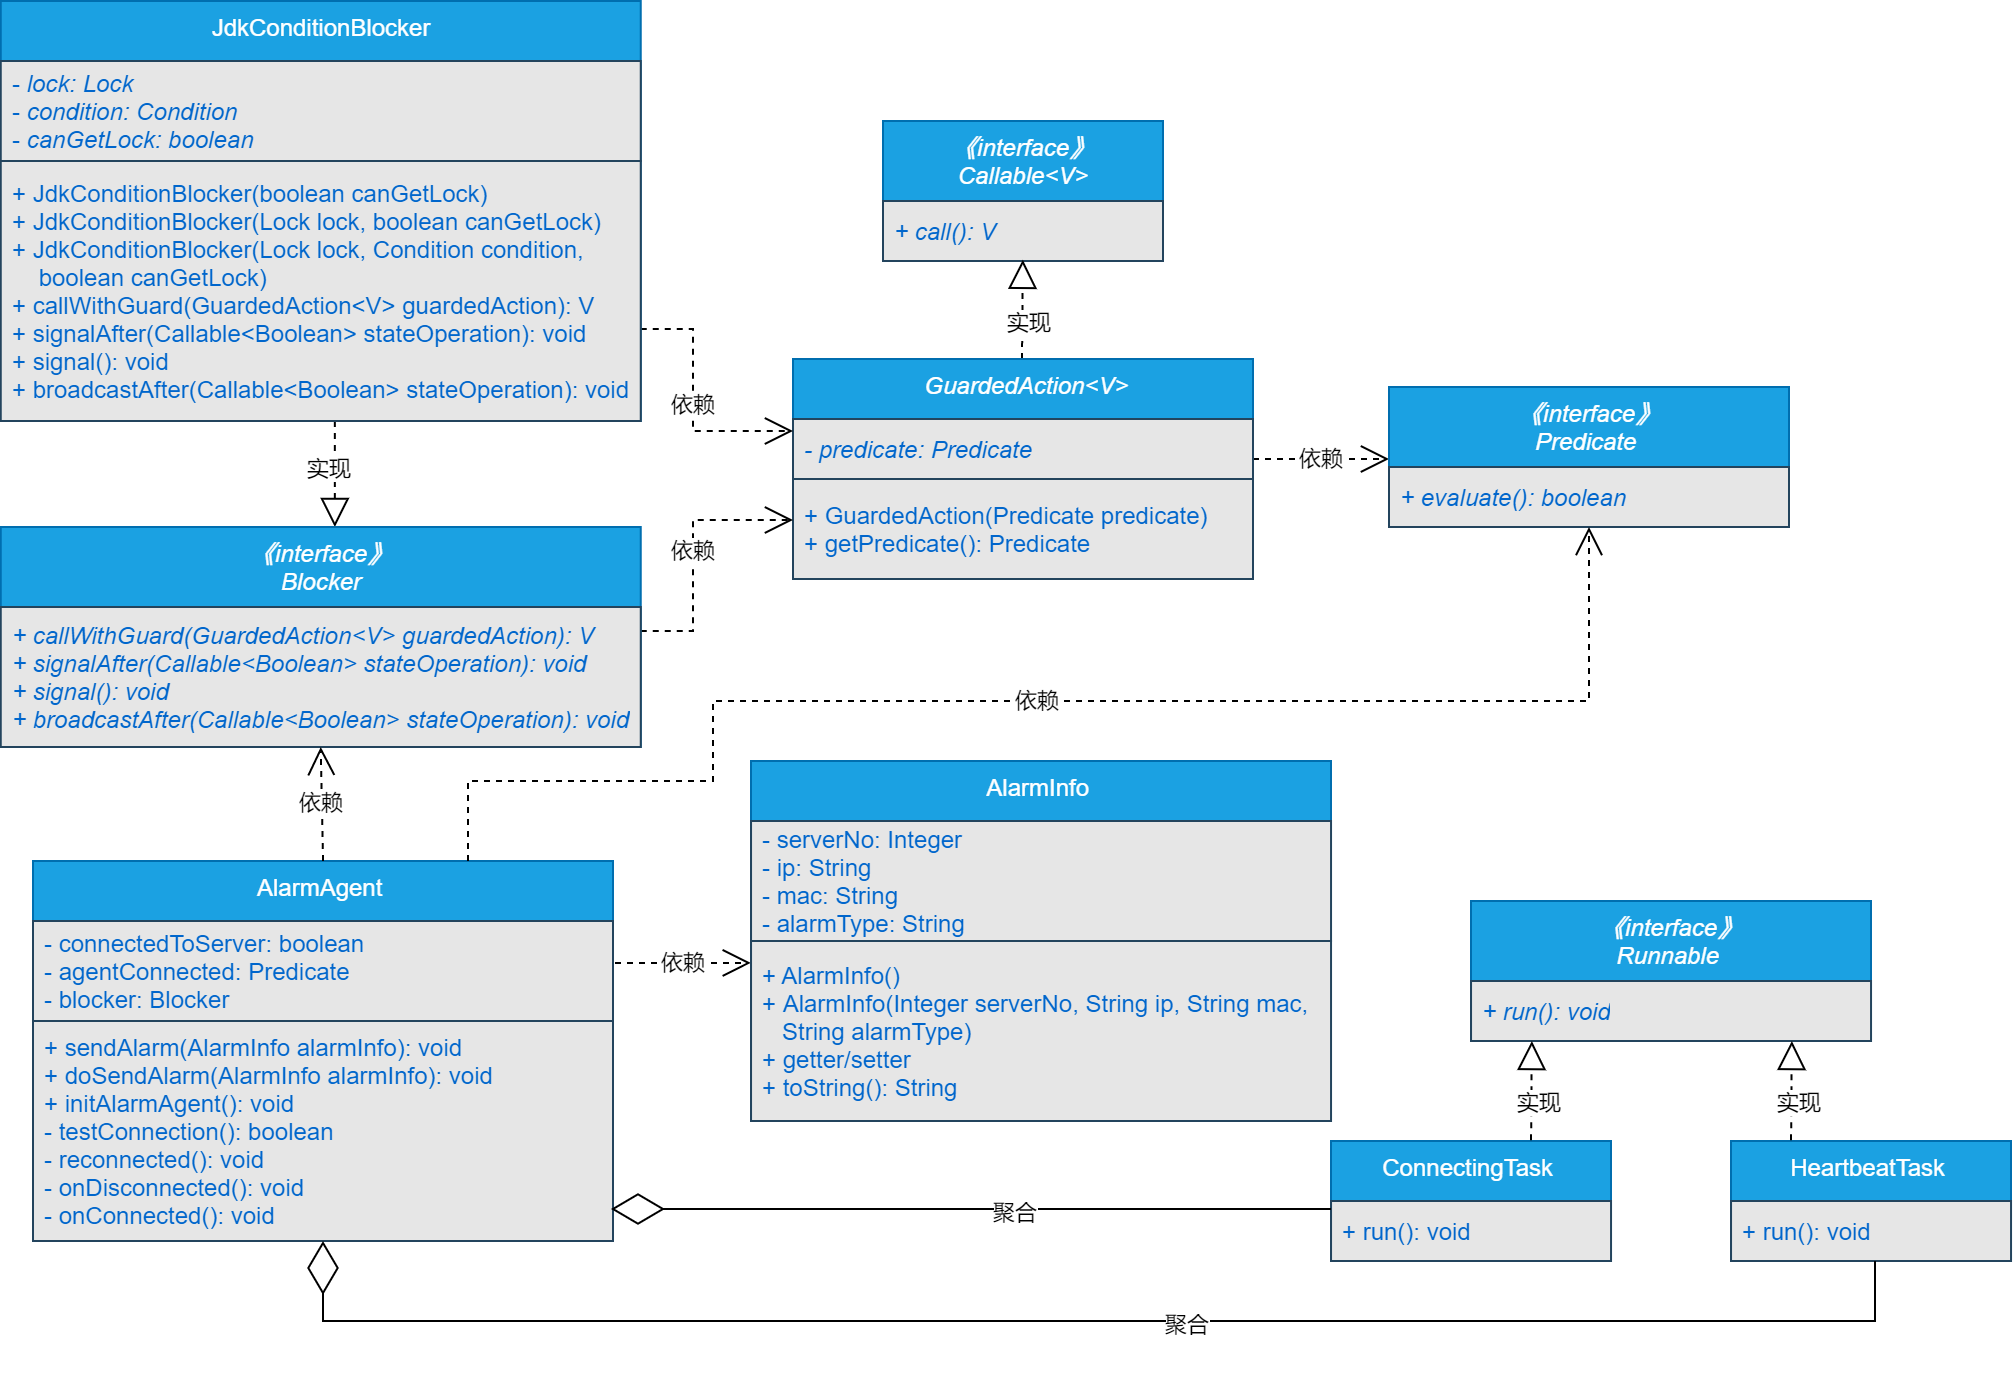 JdkConditionBlocker
- lock: Lock
- condition: Condition
- canGetLock: boolean
+ JdkConditionBlocker(boolean canGetLock)
+ JdkConditionBlocker(Lock lock, boolean canGetLock)
+ JdkConditionBlocker(Lock lock, Condition condition,
boolean canGetLock)
+ callWithGuard(GuardedAction<V> guardedAction): V
+ signalAfter(Callable<Boolean> stateOperation): void
+ signal(): void
+ broadcastAfter(Callable<Boolean> stateOperation): void
《interface》
Callable<V>
+ call(): V
实现
依赖
GuardedAction<V>
- predicate: Predicate
+ GuardedAction(Predicate predicate)
+ getPredicate(): Predicate
依赖
《interface》
Predicate
+ evaluate(): boolean
实现
《interface》
Blocker
+ callWithGuard(GuardedAction<V> guardedAction): V
+ signalAfter(Callable<Boolean> stateOperation): void
+ signal(): void
+ broadcastAfter(Callable<Boolean> stateOperation): void
依赖
依赖
依赖
AlarmInfo
- serverNo: Integer
- ip: String
- mac: String
- alarmType: String
+ AlarmInfo()
+ AlarmInfo(Integer serverNo, String ip, String mac,
String alarmType)
+ getter/setter
+ toString(): String
AlarmAgent
- connectedToServer: boolean
- agentConnected: Predicate
- blocker: Blocker
+ sendAlarm(AlarmInfo alarmInfo): void
+ doSendAlarm(AlarmInfo alarmInfo): void
+ initAlarmAgent(): void
- testConnection(): boolean
- reconnected(): void
- onDisconnected(): void
- onConnected(): void
依赖
《interface》
Runnable
+ run(): void
实现
实现
ConnectingTask
+ run(): void
HeartbeatTask
+ run(): void
聚合
聚合